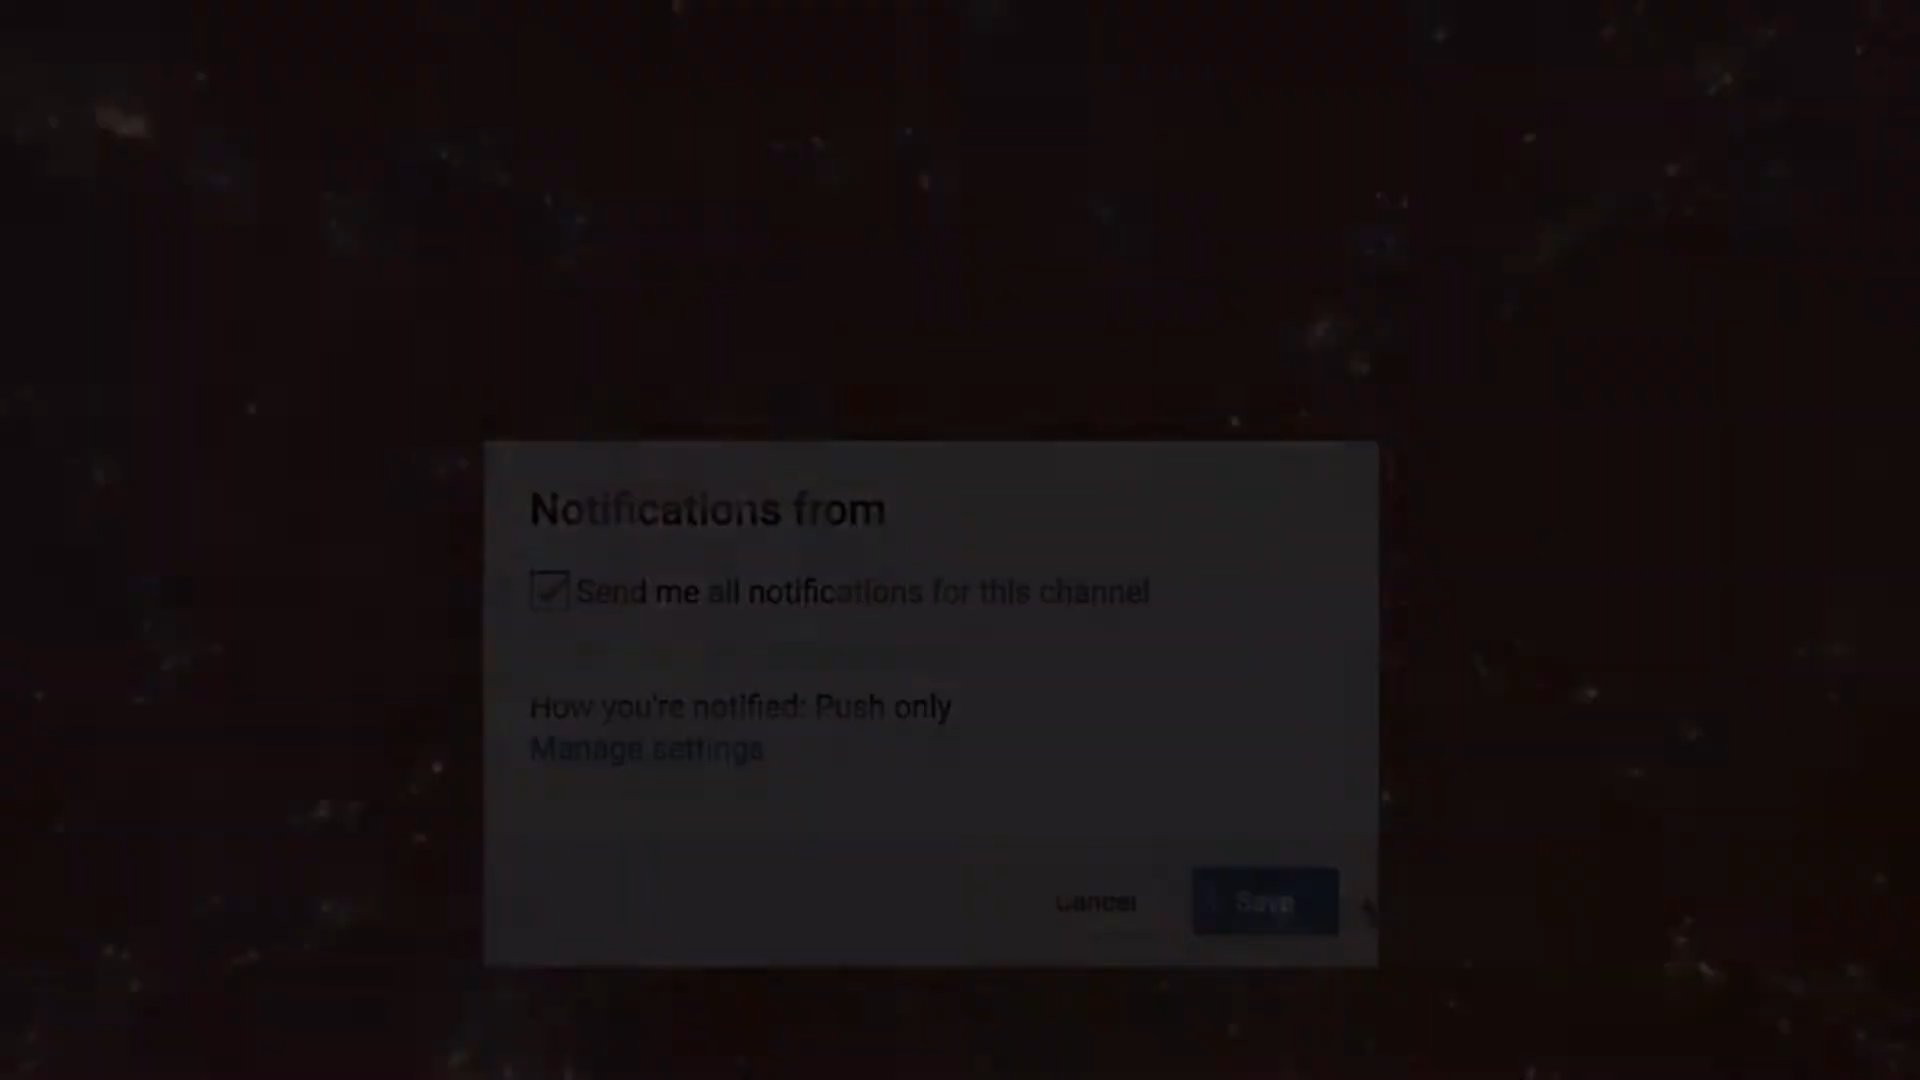 Notifications from
Send me all notifications for this channel
How you're notified: Push only
Manage settings
Cancel
Save